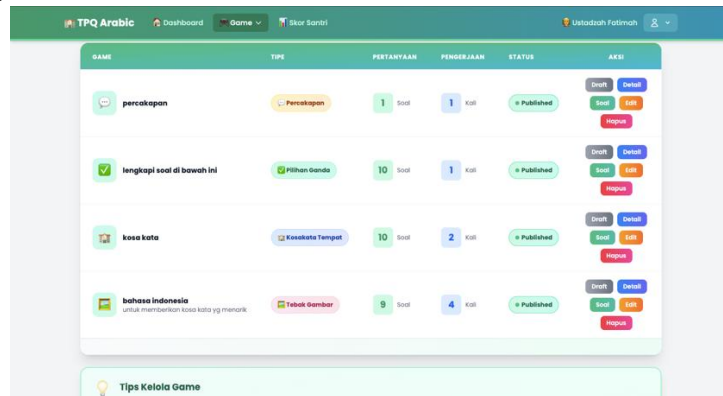 TPQ Arabic Dashboard Game Skor Santri Ustadzah Fatimah
GAME TIPE PERTANYAAN PENGERJAAN STATUS AKSI
percakapan Percakapan 1 Soal 1 Kali Published Draft Detail
Soal Edit
Hapus
lengkapi soal di bawah ini Pilihan Ganda 10 Soal 1 Kali Published Draft Detail
Soal Edit
Hapus
kosa kata Kosakata Tempat 10 Soal 2 Kali Published Draft Detail
Soal Edit
Hapus
bahasa indonesia Tebak Gambar 9 Soal 4 Kali Published Draft Detail
untuk memberikan kosa kata yg menarik Soal Edit
Hapus
Tips Kelola Game